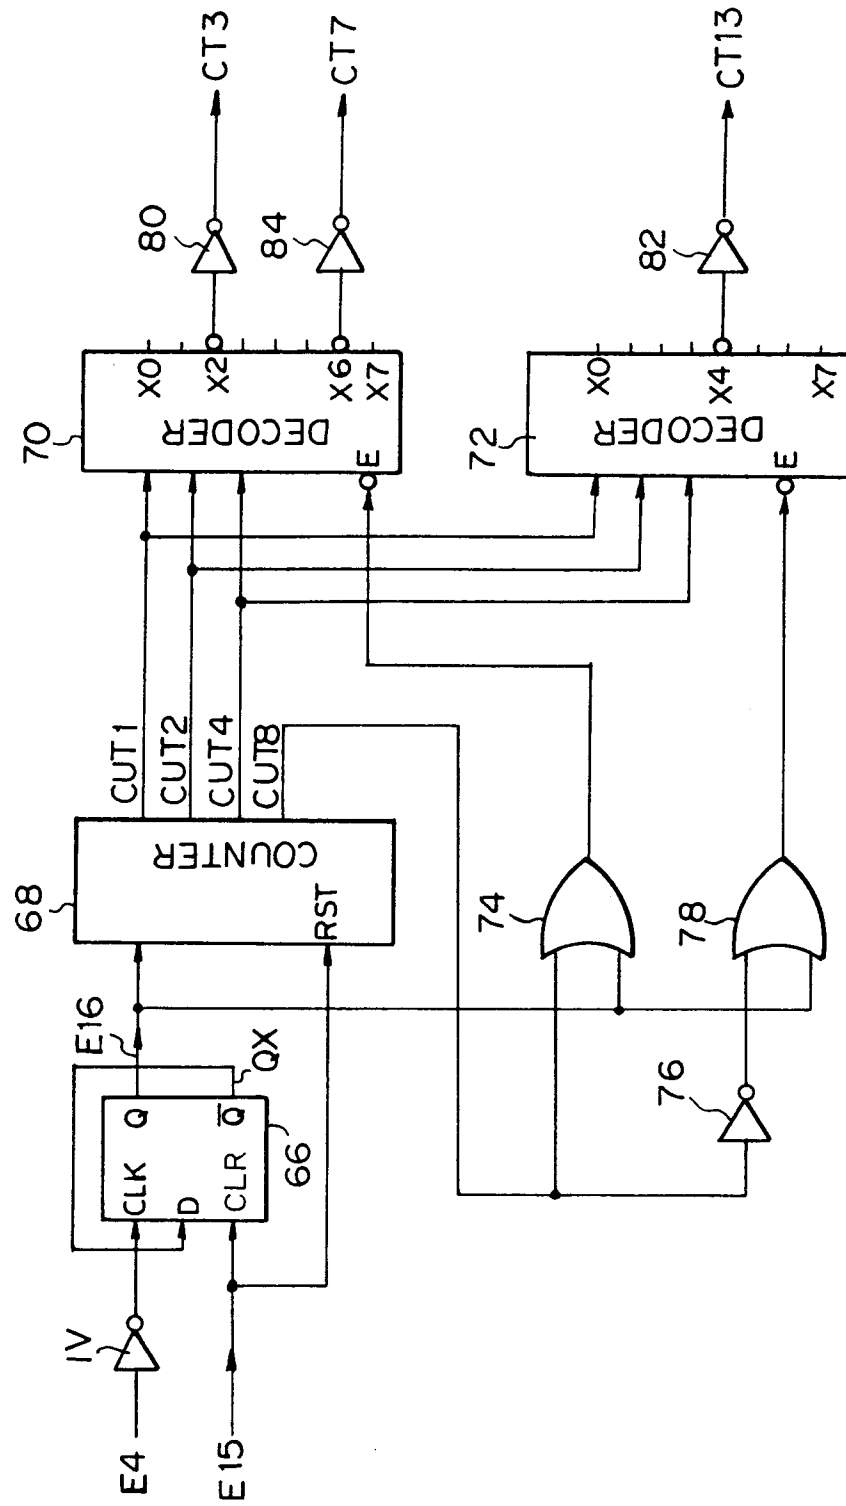 E4
IV
E15
CLK
D
CLR
Q
Q̅
66
E16
QX
68
COUNTER
RST
CUT1
CUT2
CUT4
CUT8
70
DECODER
X0
X2
X6
X7
E
80
CT3
84
CT7
72
DECODER
X0
X4
X7
E
82
CT13
74
76
78